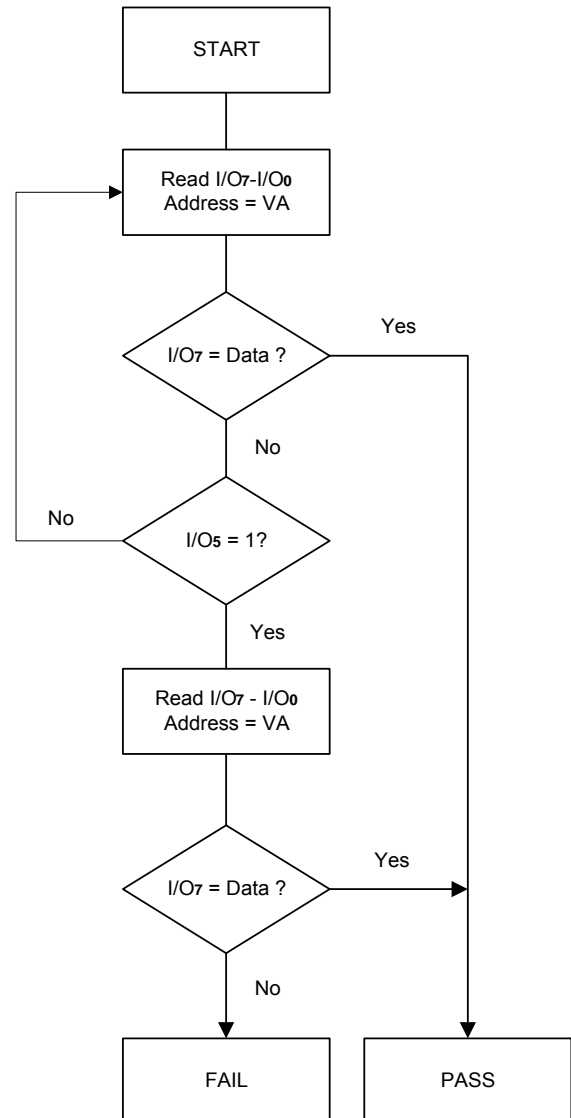 START
Read I/O7-I/O0
Address = VA
I/O7 = Data ?
Yes
No
No
I/O5 = 1?
Yes
Read I/O7 - I/O0
Address = VA
I/O7 = Data ?
Yes
No
FAIL
PASS